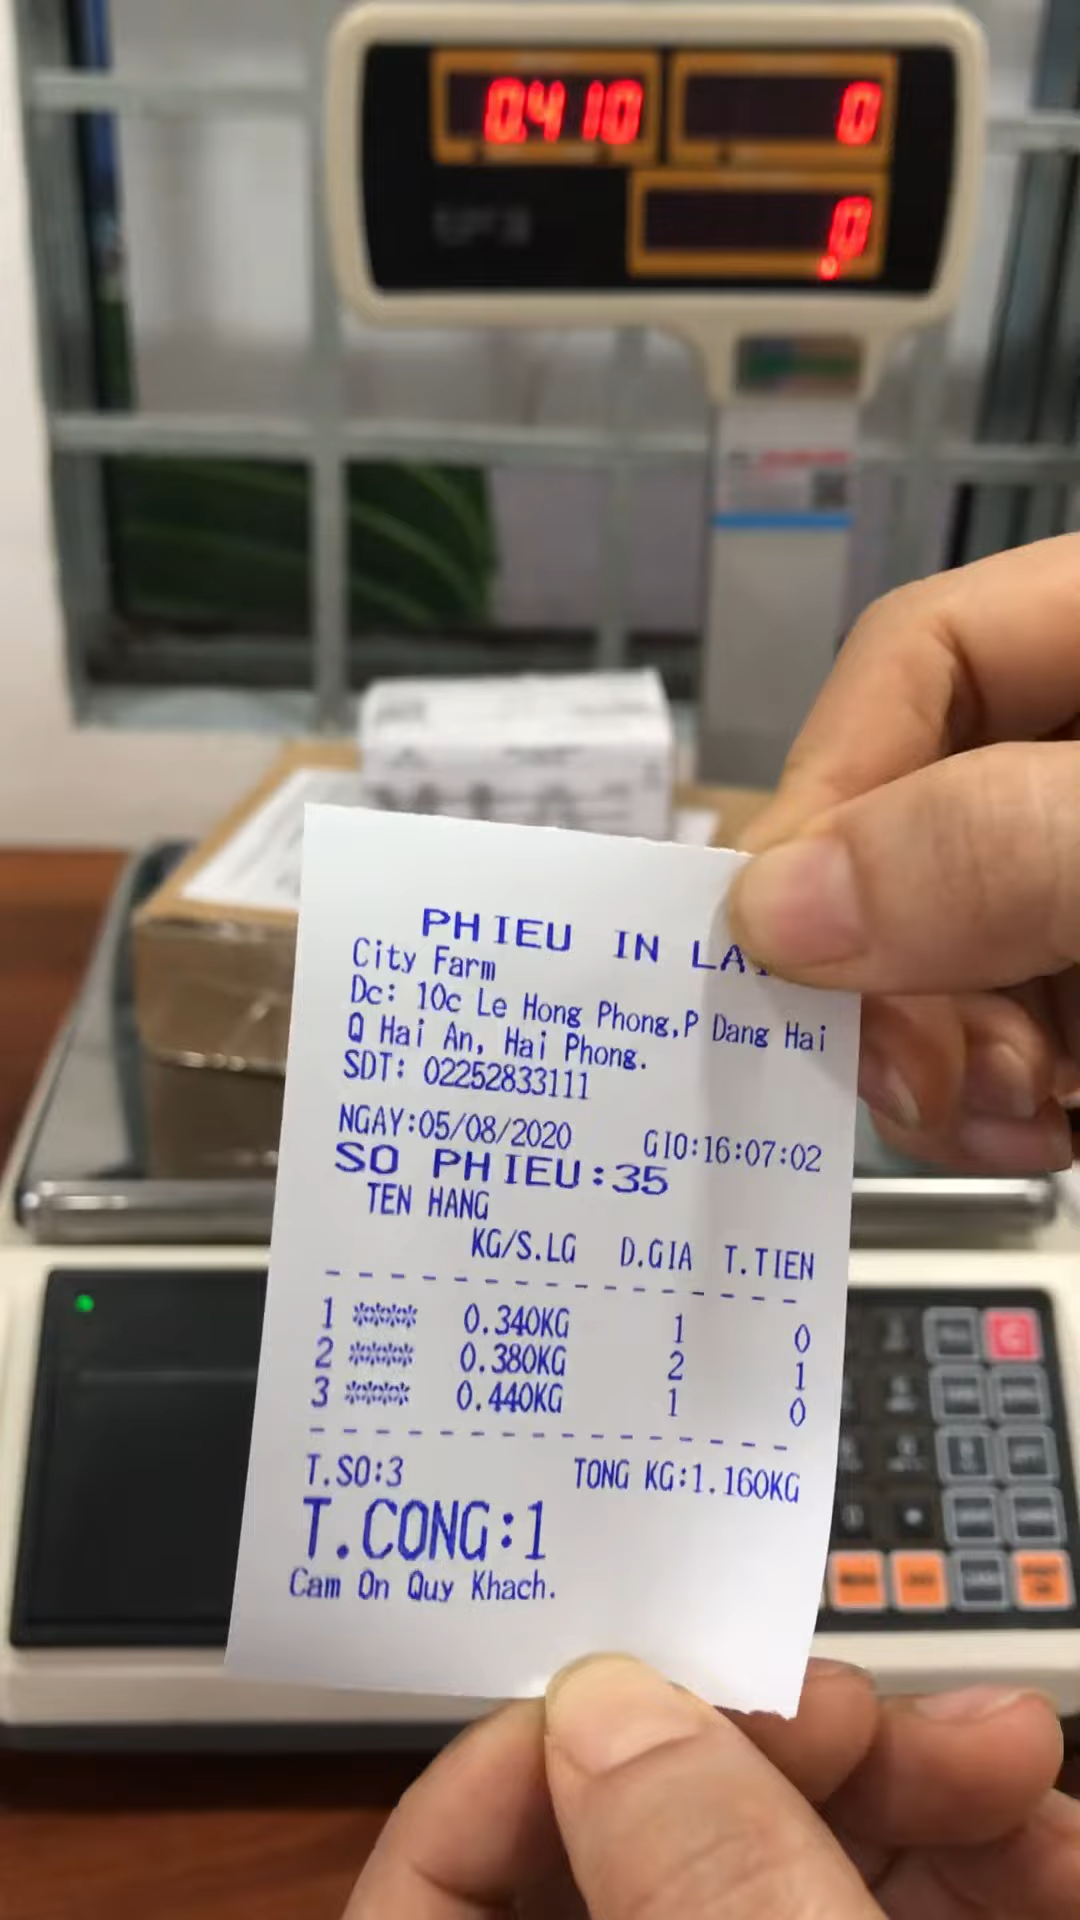 0.410
0
0
PHIEU IN LAI
City Farm
Dc: 10c Le Hong Phong,P Dang Hai
Q Hai An, Hai Phong.
SDT: 02252833111
NGAY:05/08/2020 GIO:16:07:02
SO PHIEU:35
TEN HANG
KG/S.LG D.GIA T.TIEN
1 **** 0.340KG 1 0
2 **** 0.380KG 2 1
3 **** 0.440KG 1 0
T.SO:3 TONG KG:1.160KG
T.CONG:1
Cam On Quy Khach.